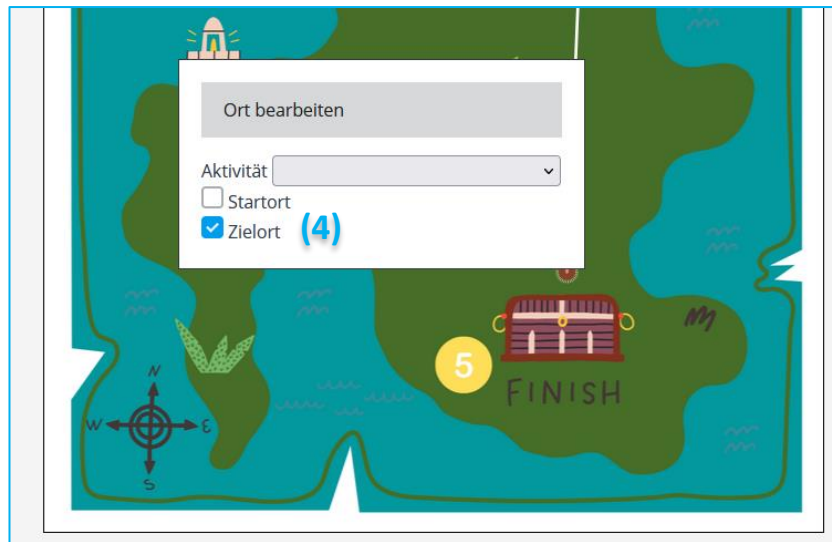 Ort bearbeiten
Aktivität
Startort
Zielort (4)
5
FINISH
N
W E
S